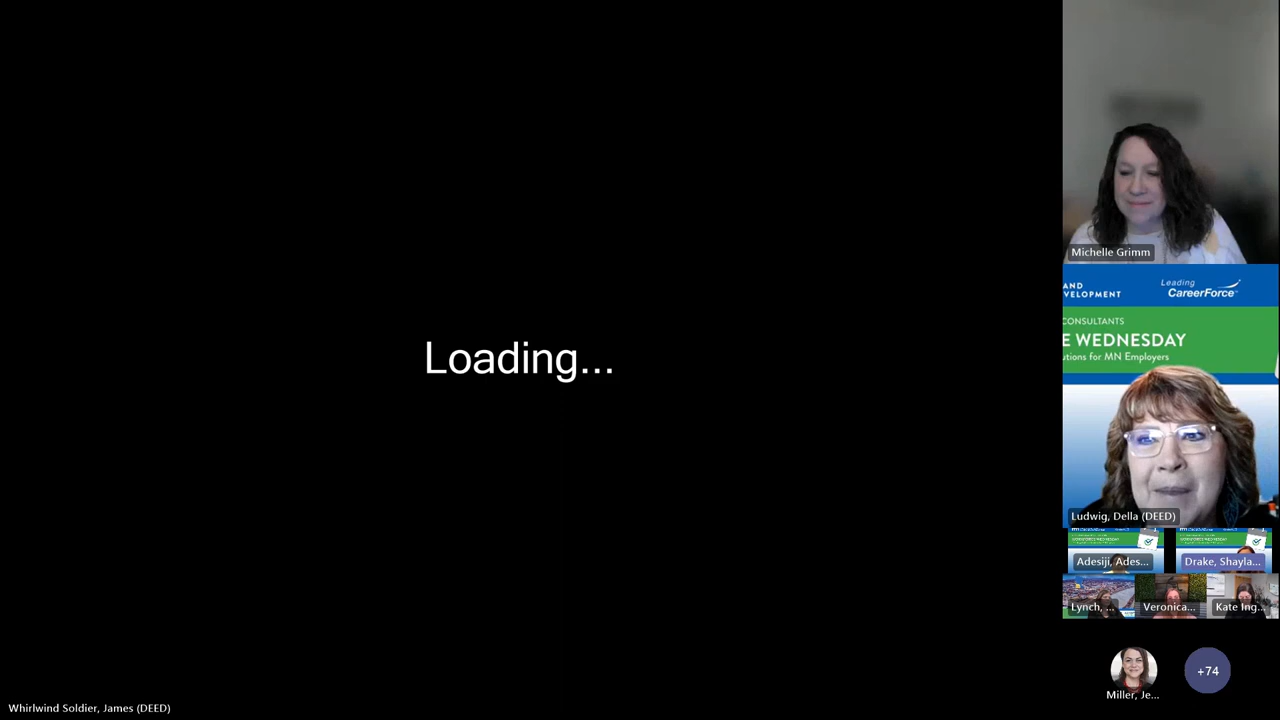 Loading...
Whirlwind Soldier, James (DEED)
Michelle Grimm
AND
VELOPMENT
Leading
CareerForce
CONSULTANTS
E WEDNESDAY
utions for MN Employers
Ludwig, Della (DEED)
Adesiji, Ades...
Drake, Shayla...
Lynch, ...
Veronica...
Kate Ing...
Miller, Je...
+74